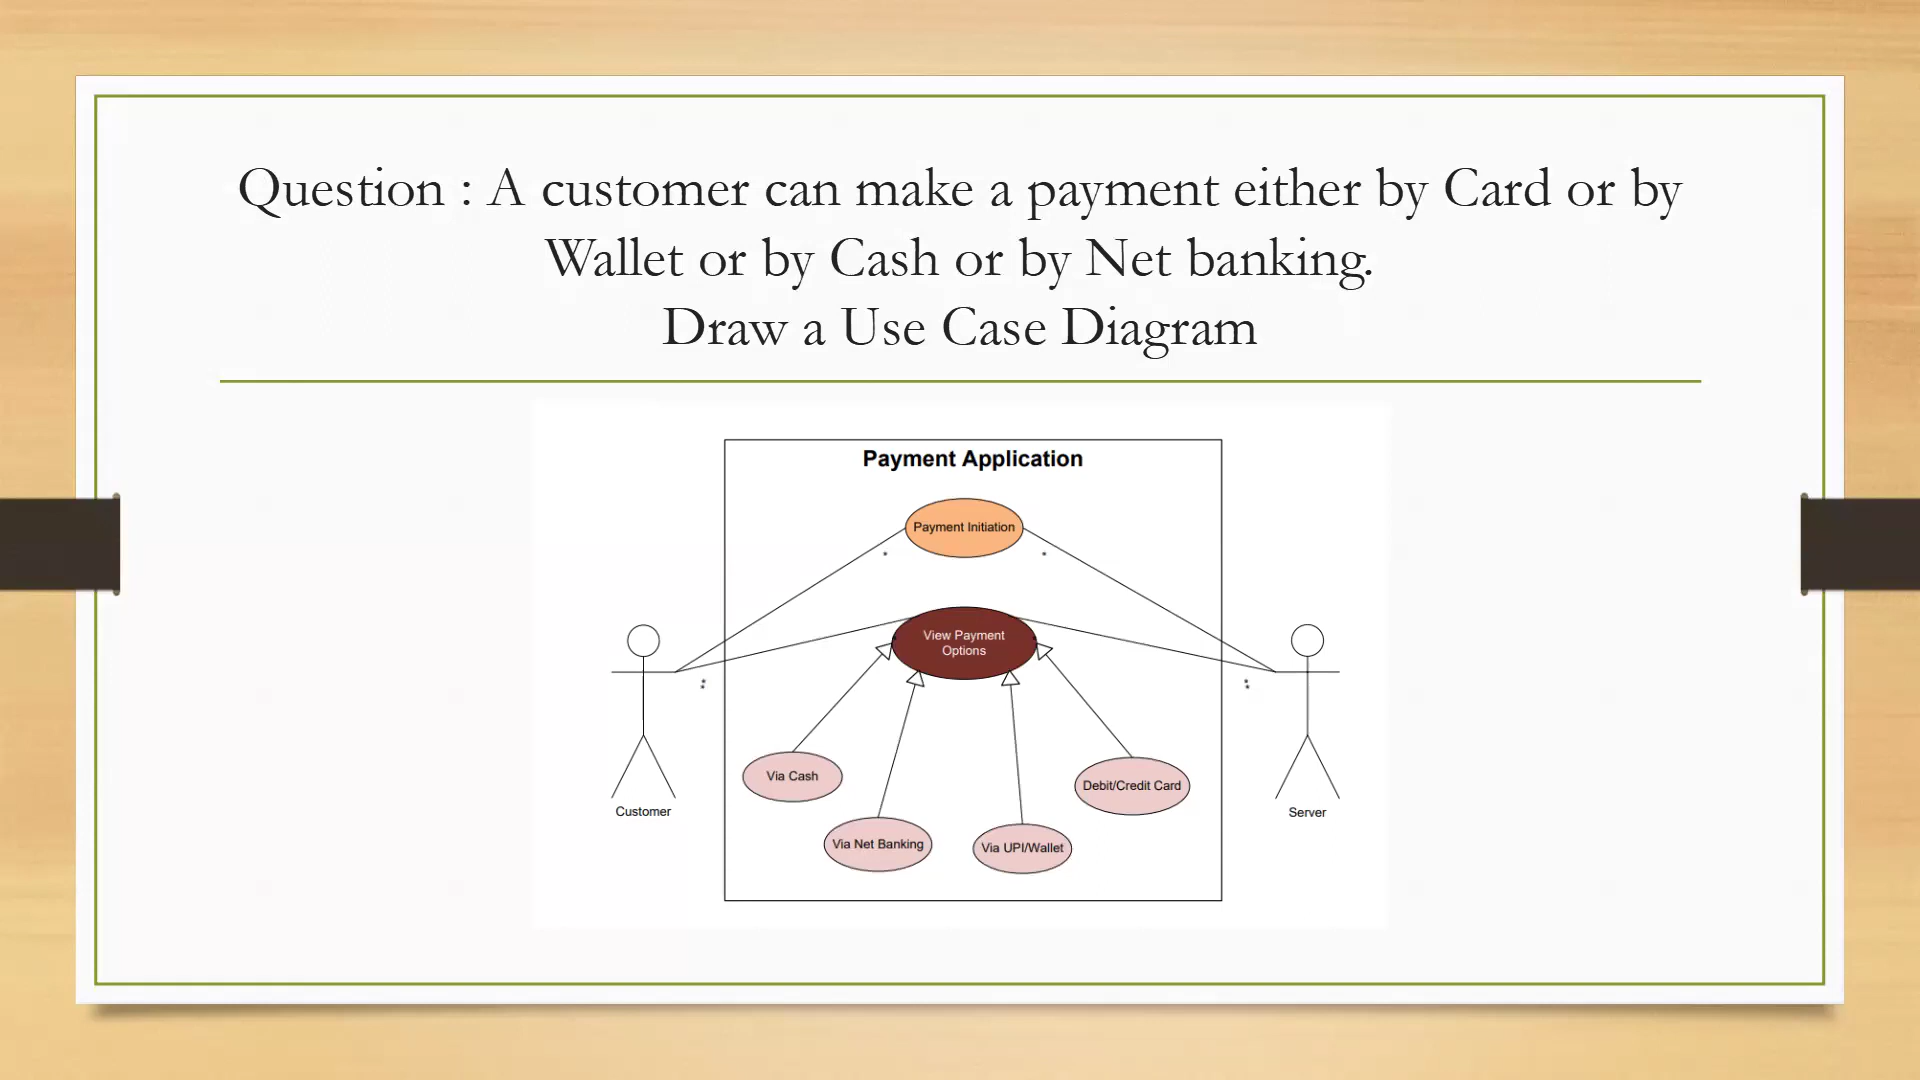 Question : A customer can make a payment either by Card or by
Wallet or by Cash or by Net banking.
Draw a Use Case Diagram
Payment Application
Payment Initiation
*
*
View Payment
Options
*
*
*
*
Via Cash
Debit/Credit Card
Customer
Server
Via Net Banking
Via UPI/Wallet